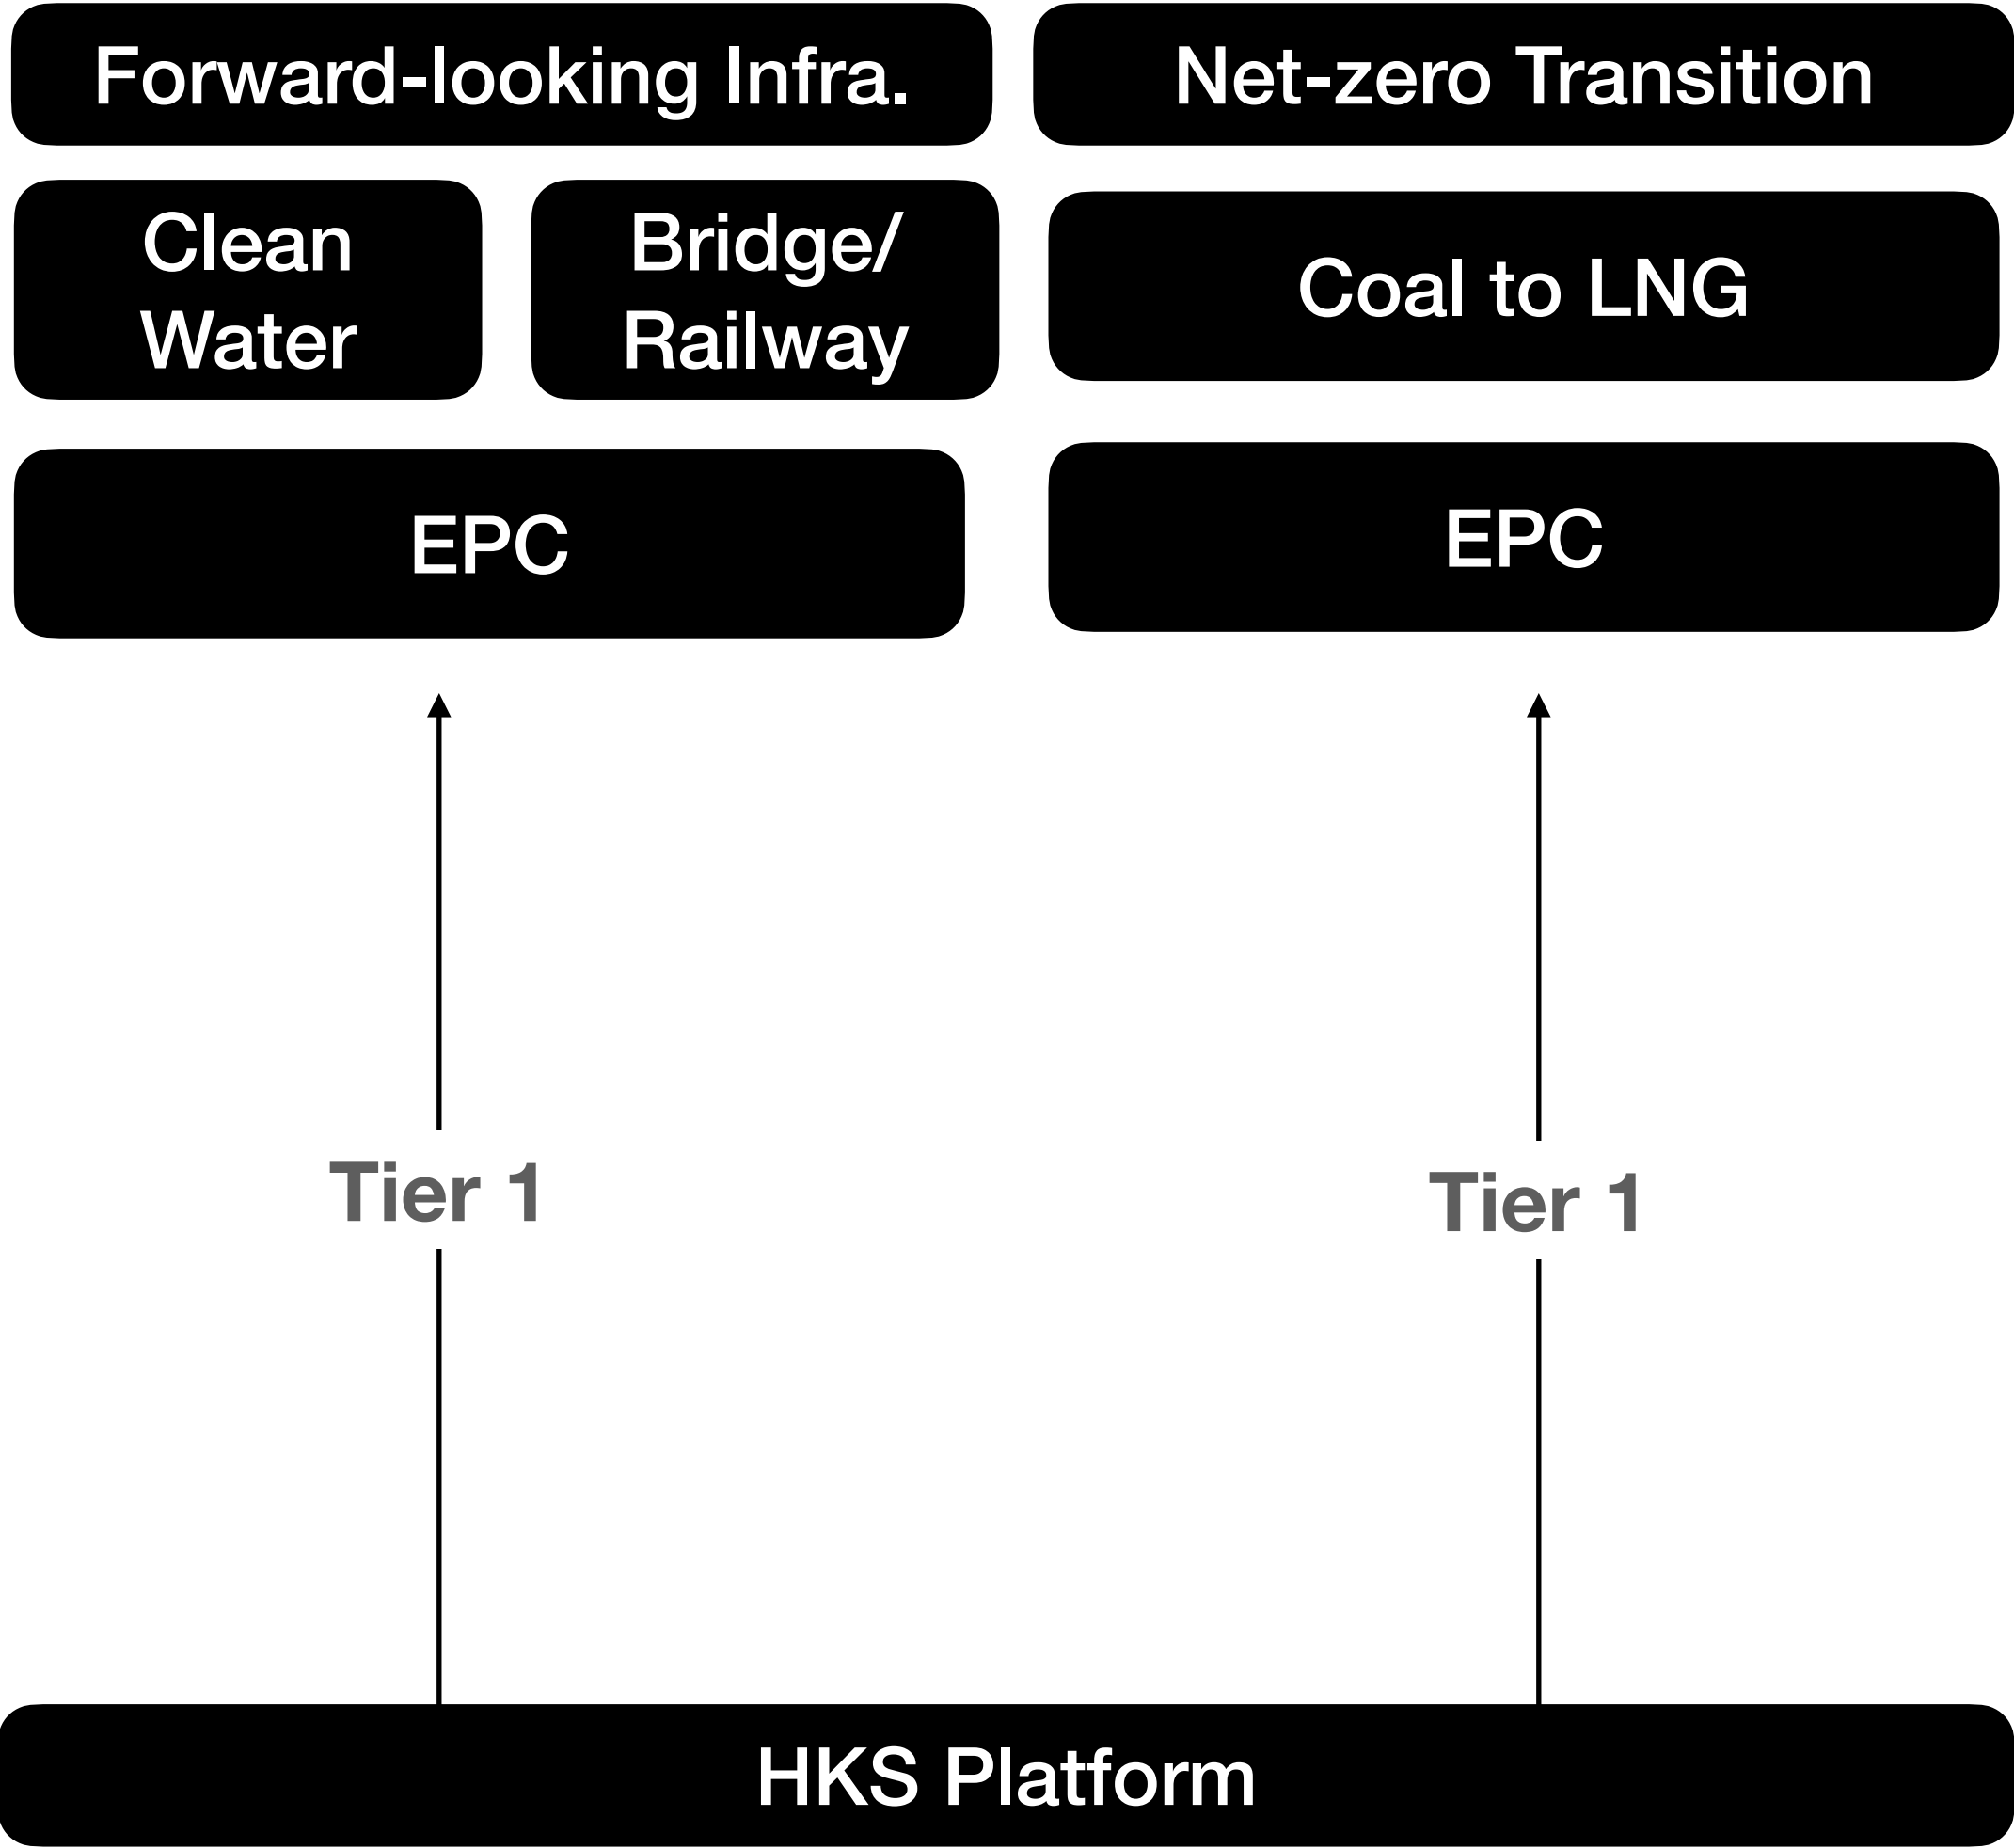 Forward-looking Infra.
Net-zero Transition
Clean
Water
Bridge/
Railway
Coal to LNG
EPC
EPC
Tier 1
Tier 1
HKS Platform